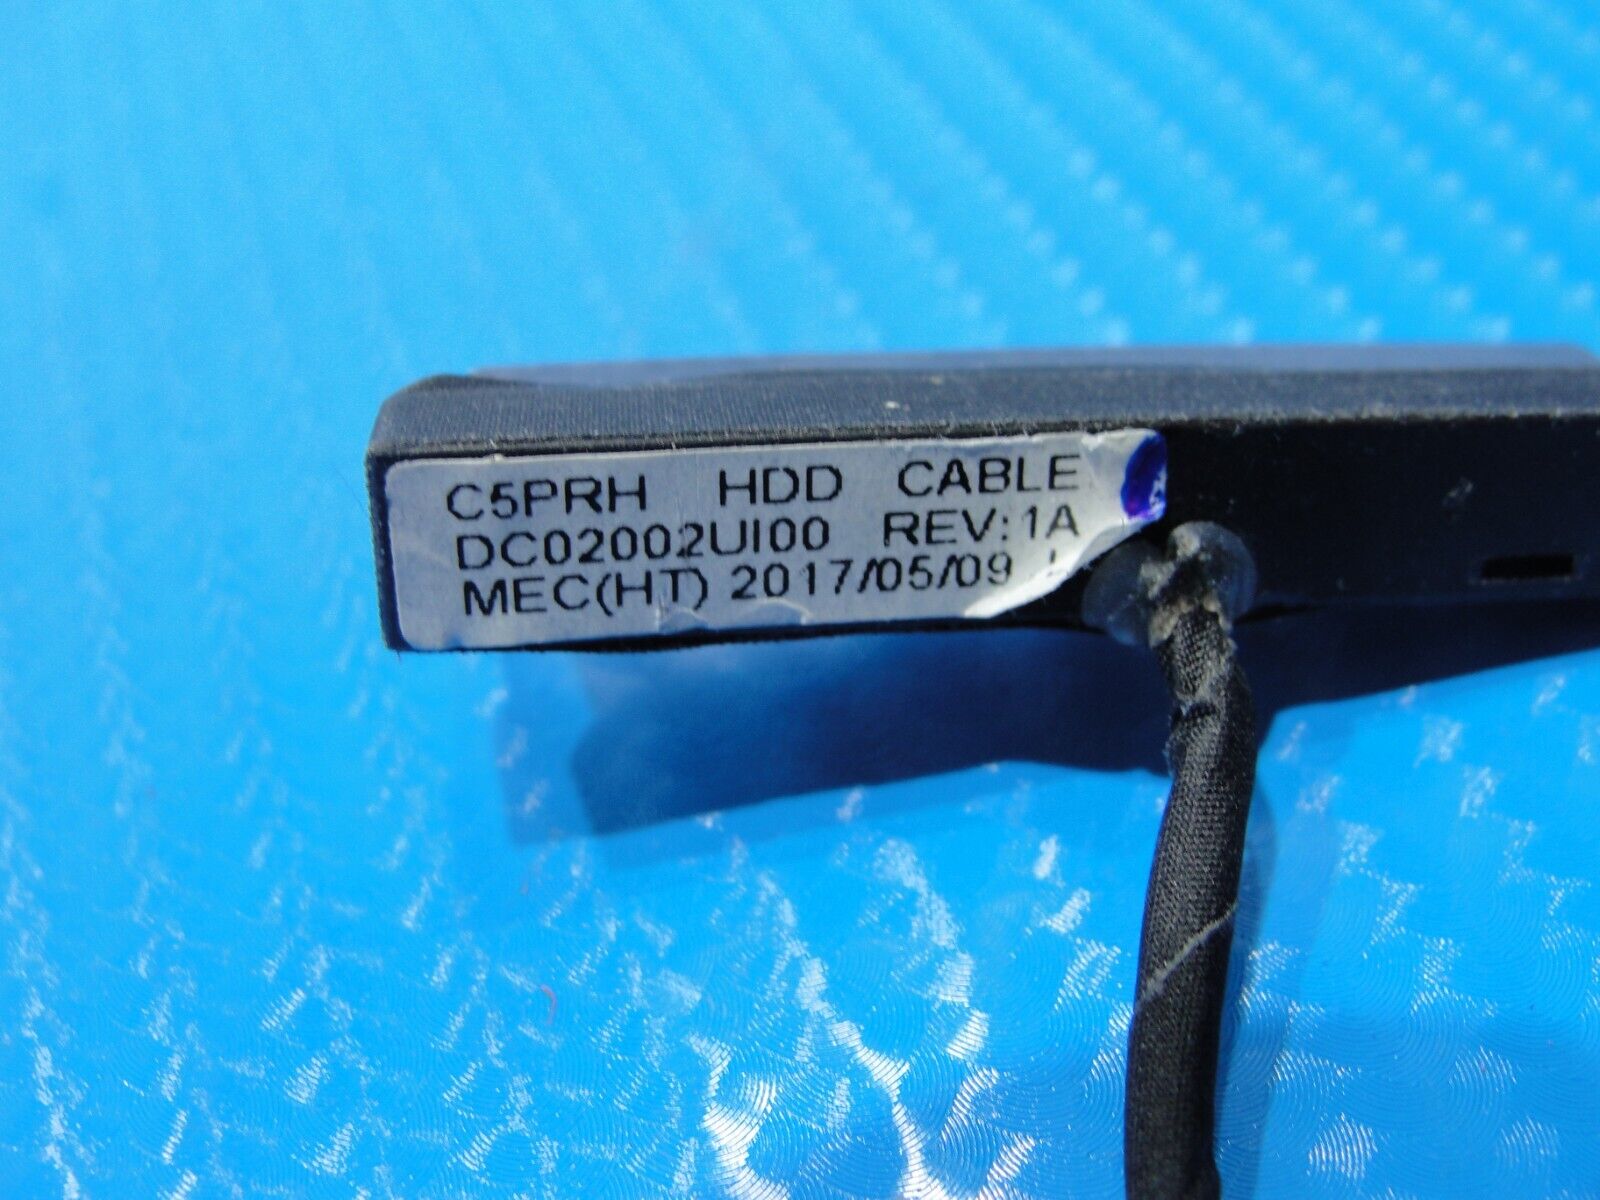 C5PRH HDD CABLE
DC02002UI00 REV:1A
MEC(HT) 2017/05/09